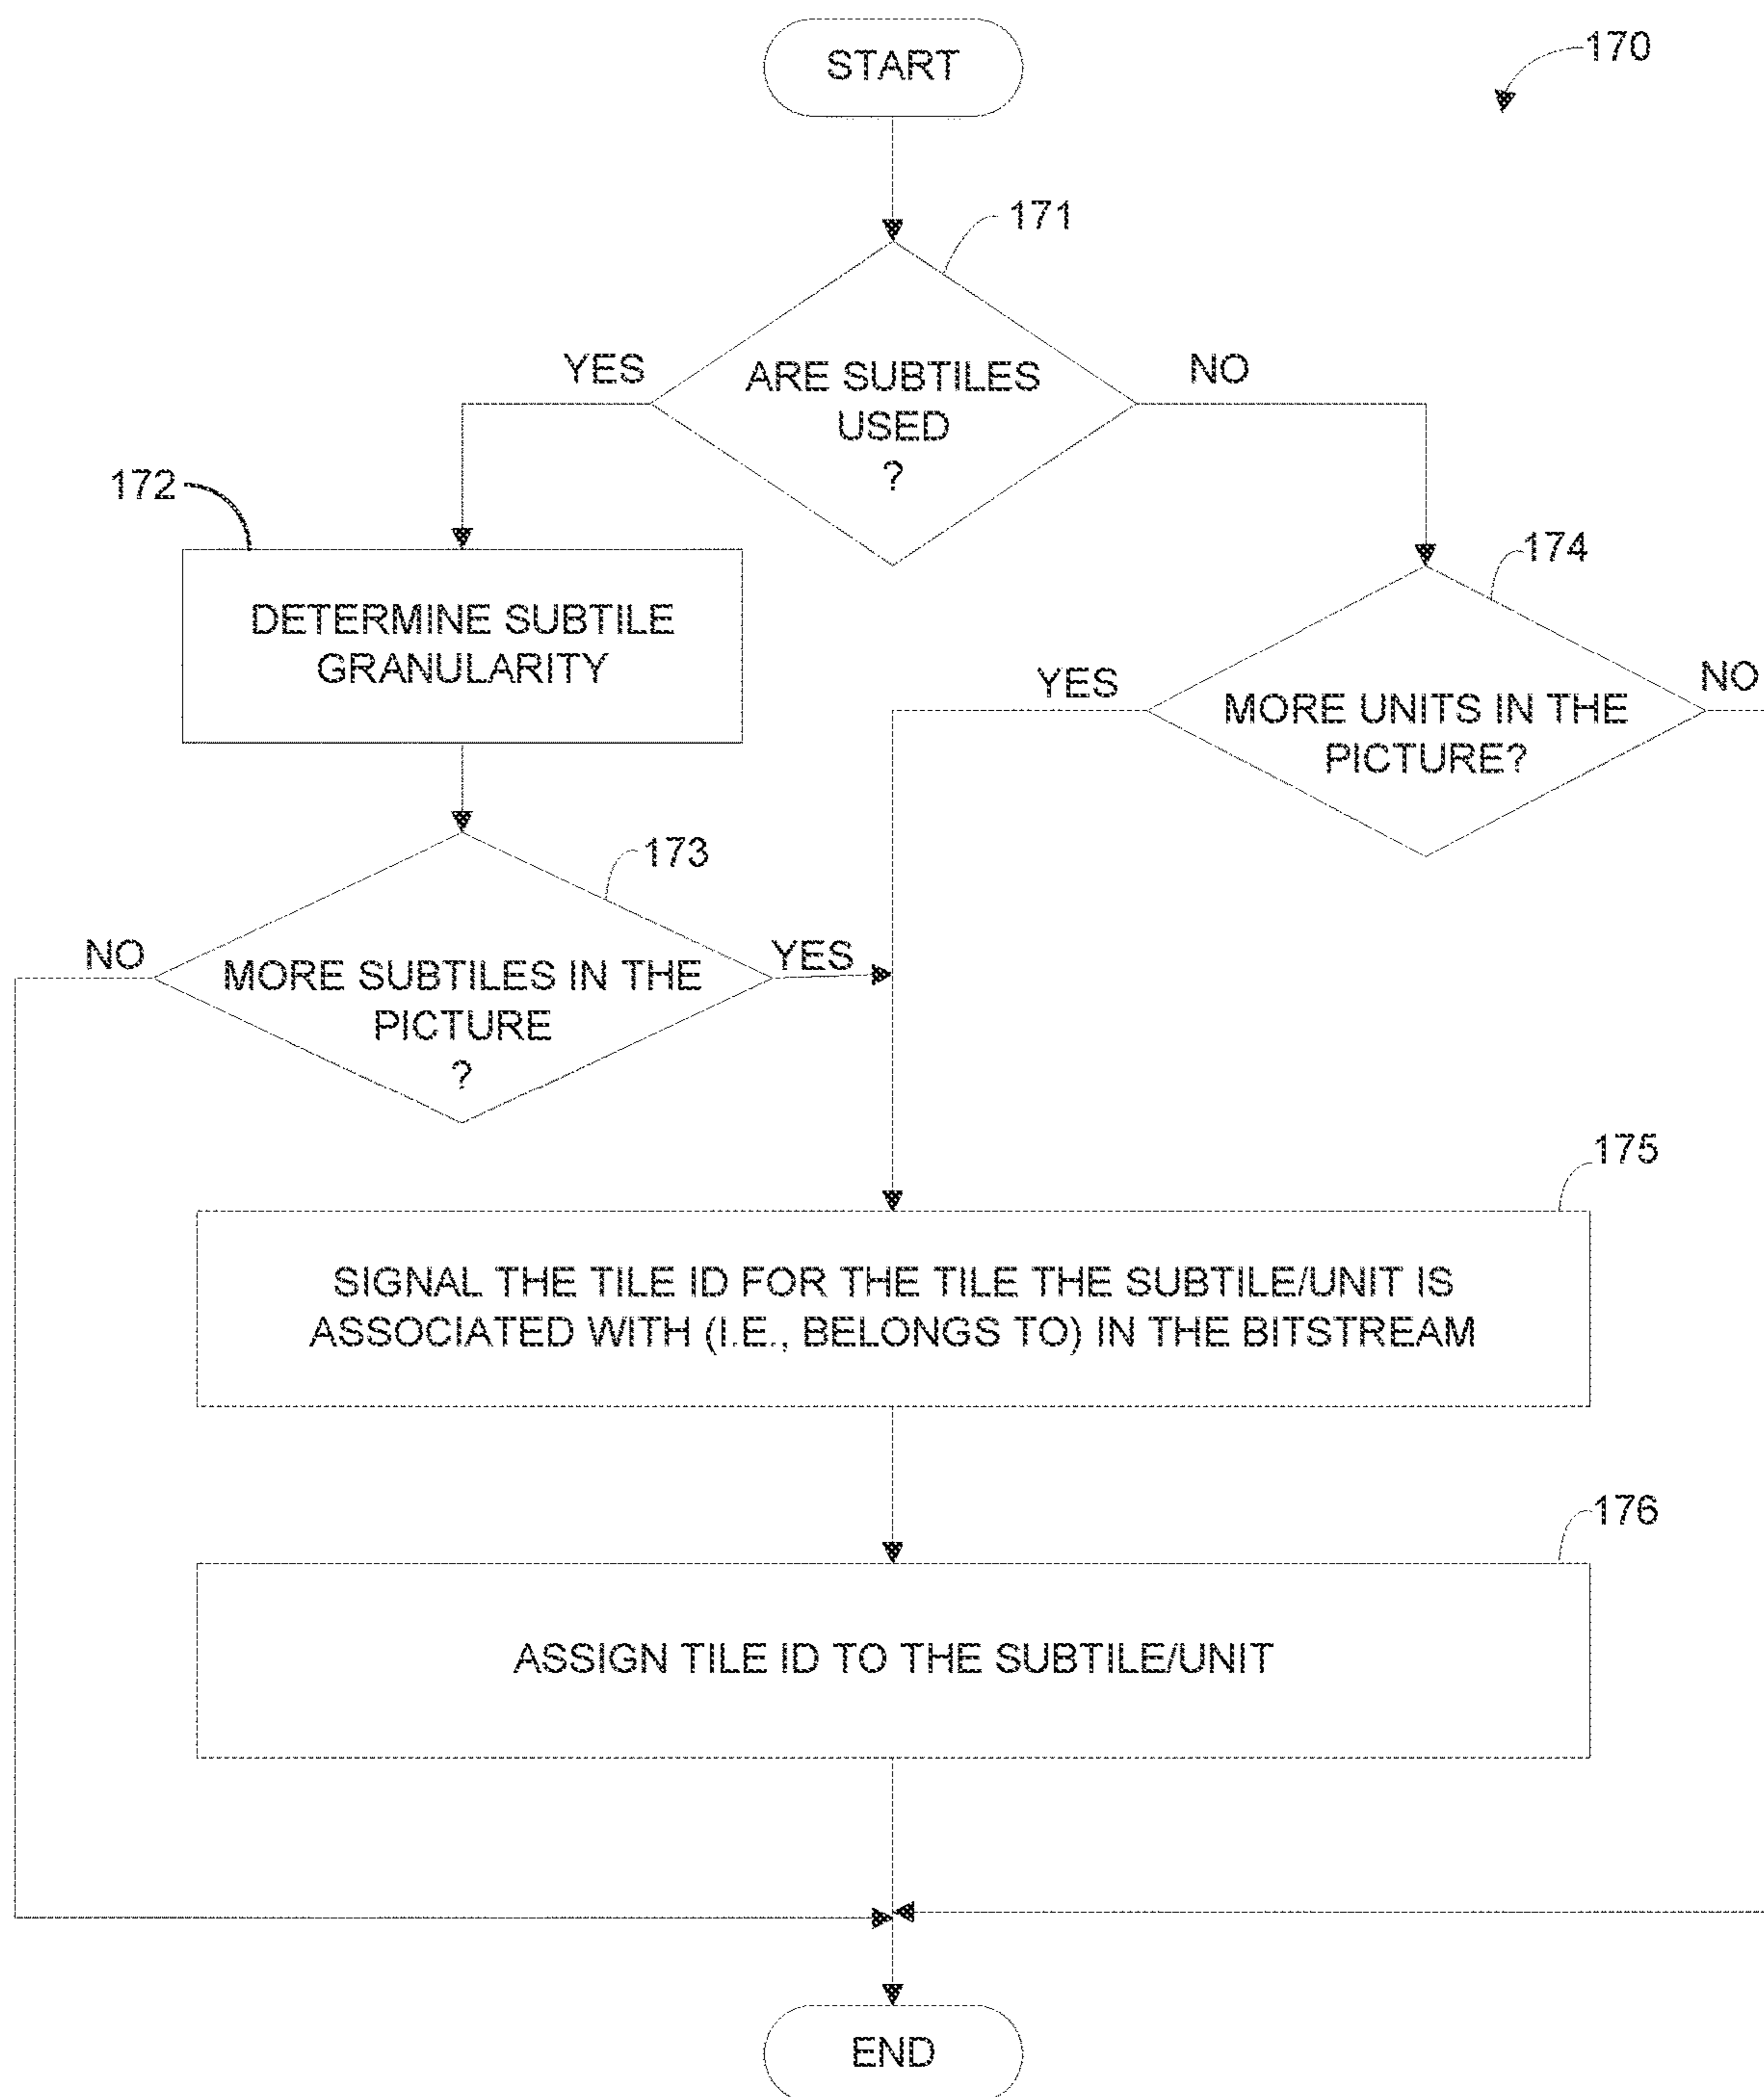 START
170
171
YES
ARE SUBTILES
USED
?
NO
172
DETERMINE SUBTILE
GRANULARITY
174
YES
MORE UNITS IN THE
PICTURE?
NO
173
NO
MORE SUBTILES IN THE
PICTURE
?
YES
175
SIGNAL THE TILE ID FOR THE TILE THE SUBTILE/UNIT IS
ASSOCIATED WITH (I.E., BELONGS TO) IN THE BITSTREAM
176
ASSIGN TILE ID TO THE SUBTILE/UNIT
END